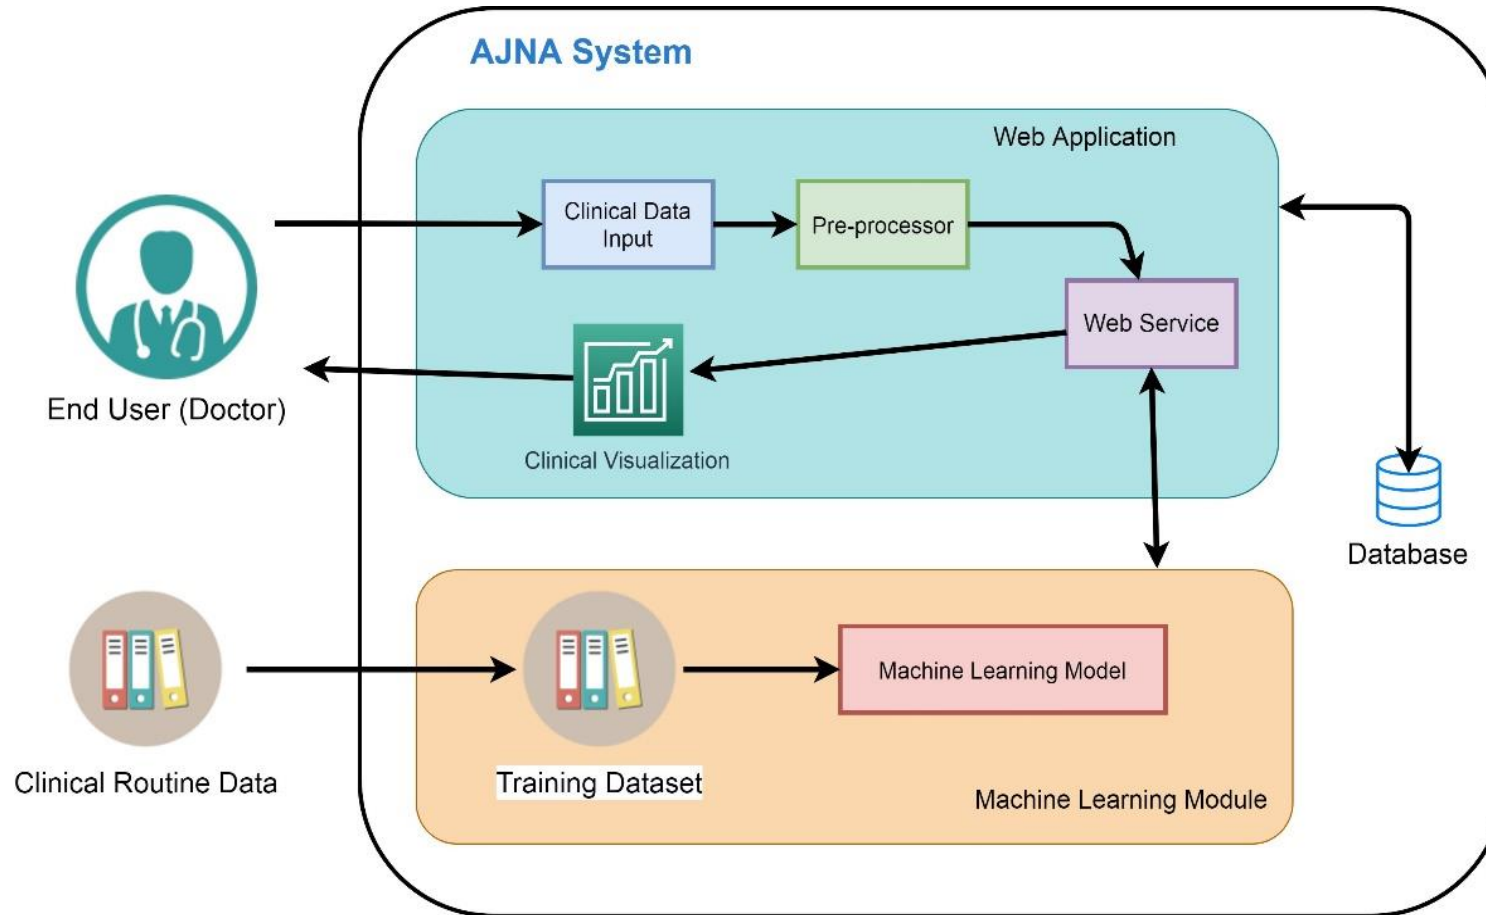 AJNA System
Web Application
Clinical Data
Input
Pre-processor
Web Service
End User (Doctor)
Clinical Visualization
Database
Machine Learning Model
Clinical Routine Data
Training Dataset
Machine Learning Module